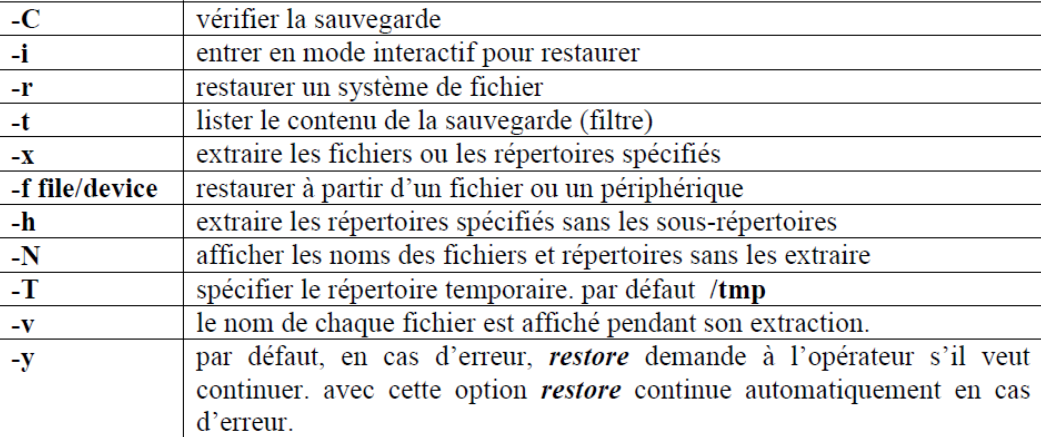 -C vérifier la sauvegarde
-i entrer en mode interactif pour restaurer
-r restaurer un système de fichier
-t lister le contenu de la sauvegarde (filtre)
-x extraire les fichiers ou les répertoires spécifiés
-f file/device restaurer à partir d’un fichier ou un périphérique
-h extraire les répertoires spécifiés sans les sous-répertoires
-N afficher les noms des fichiers et répertoires sans les extraire
-T spécifier le répertoire temporaire. par défaut /tmp
-v le nom de chaque fichier est affiché pendant son extraction.
-y par défaut, en cas d’erreur, restore demande à l’opérateur s’il veut
continuer. avec cette option restore continue automatiquement en cas
d’erreur.